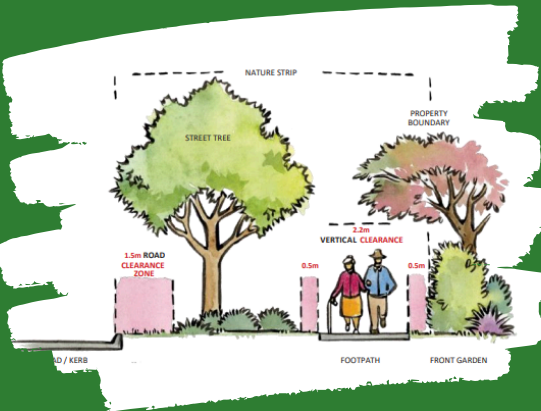 NATURE STRIP
PROPERTY
BOUNDARY
STREET TREE
2.2m
VERTICAL CLEARANCE
1.5m ROAD
CLEARANCE
ZONE
0.5m
0.5m
/ KERB
FOOTPATH
FRONT GARDEN